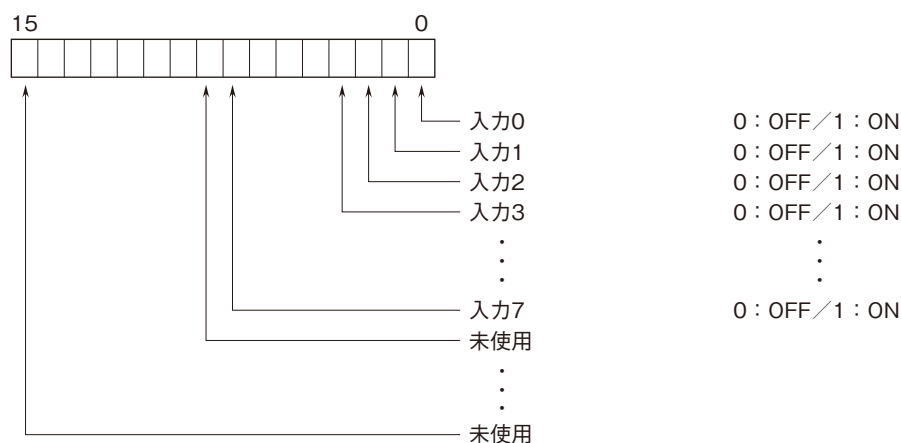 15 0
入力0 0：OFF／1：ON
入力1 0：OFF／1：ON
入力2 0：OFF／1：ON
入力3 0：OFF／1：ON
・ ・
・ ・
・ ・
入力7 0：OFF／1：ON
未使用
・
・
・
未使用